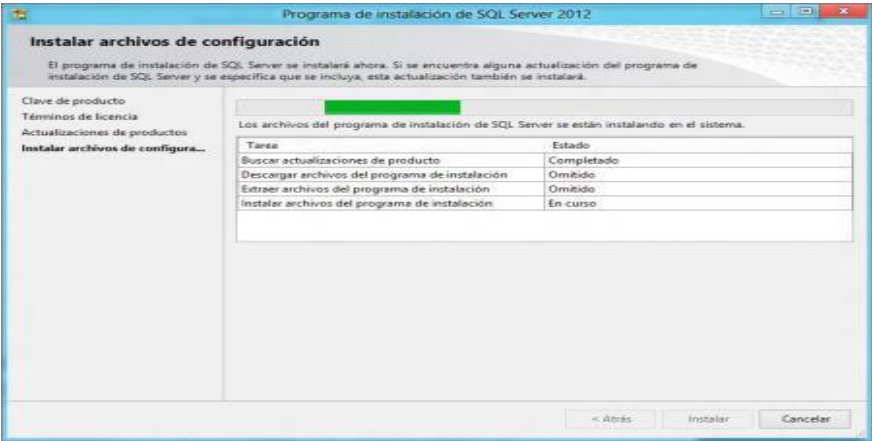 Programa de instalación de SQL Server 2012
Instalar archivos de configuración
El programa de instalación de SQL Server se instalará ahora. Si se encuentra alguna actualización del programa de
instalación de SQL Server y se especifica que se incluya, esta actualización también se instalará.
Clave de producto
Términos de licencia
Actualizaciones de productos
Instalar archivos de configura...
Los archivos del programa de instalación de SQL Server se están instalando en el sistema.
Tarea Estado
Buscar actualizaciones de producto Completado
Descargar archivos del programa de instalación Omitido
Extraer archivos del programa de instalación Omitido
Instalar archivos del programa de instalación En curso
< Atrás Instalar Cancelar